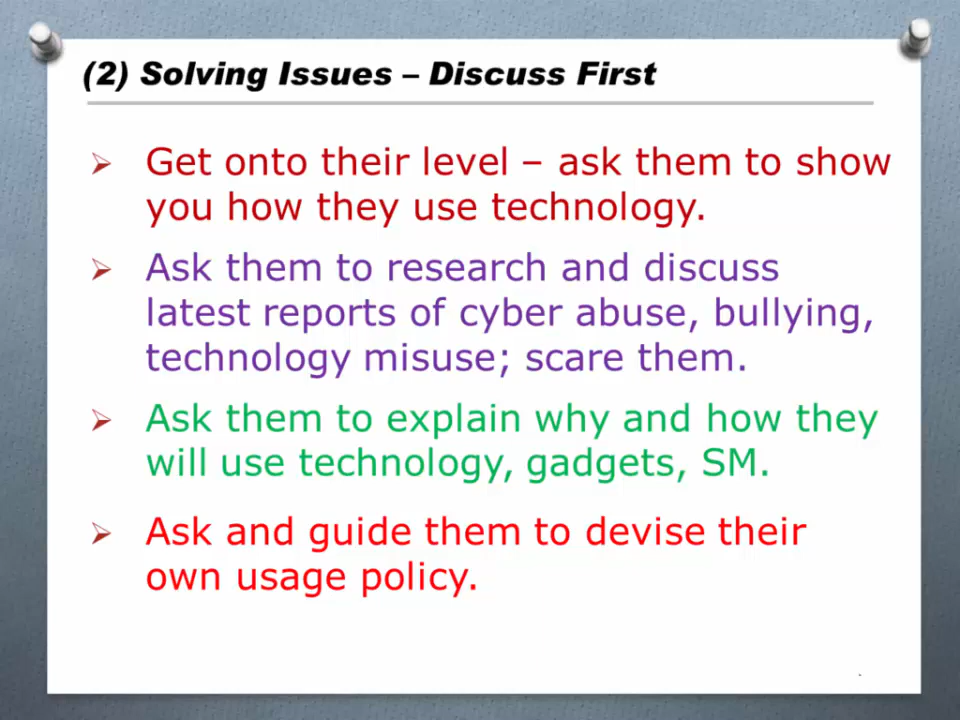 (2) Solving Issues – Discuss First
Get onto their level – ask them to show
you how they use technology.
Ask them to research and discuss
latest reports of cyber abuse, bullying,
technology misuse; scare them.
Ask them to explain why and how they
will use technology, gadgets, SM.
Ask and guide them to devise their
own usage policy.